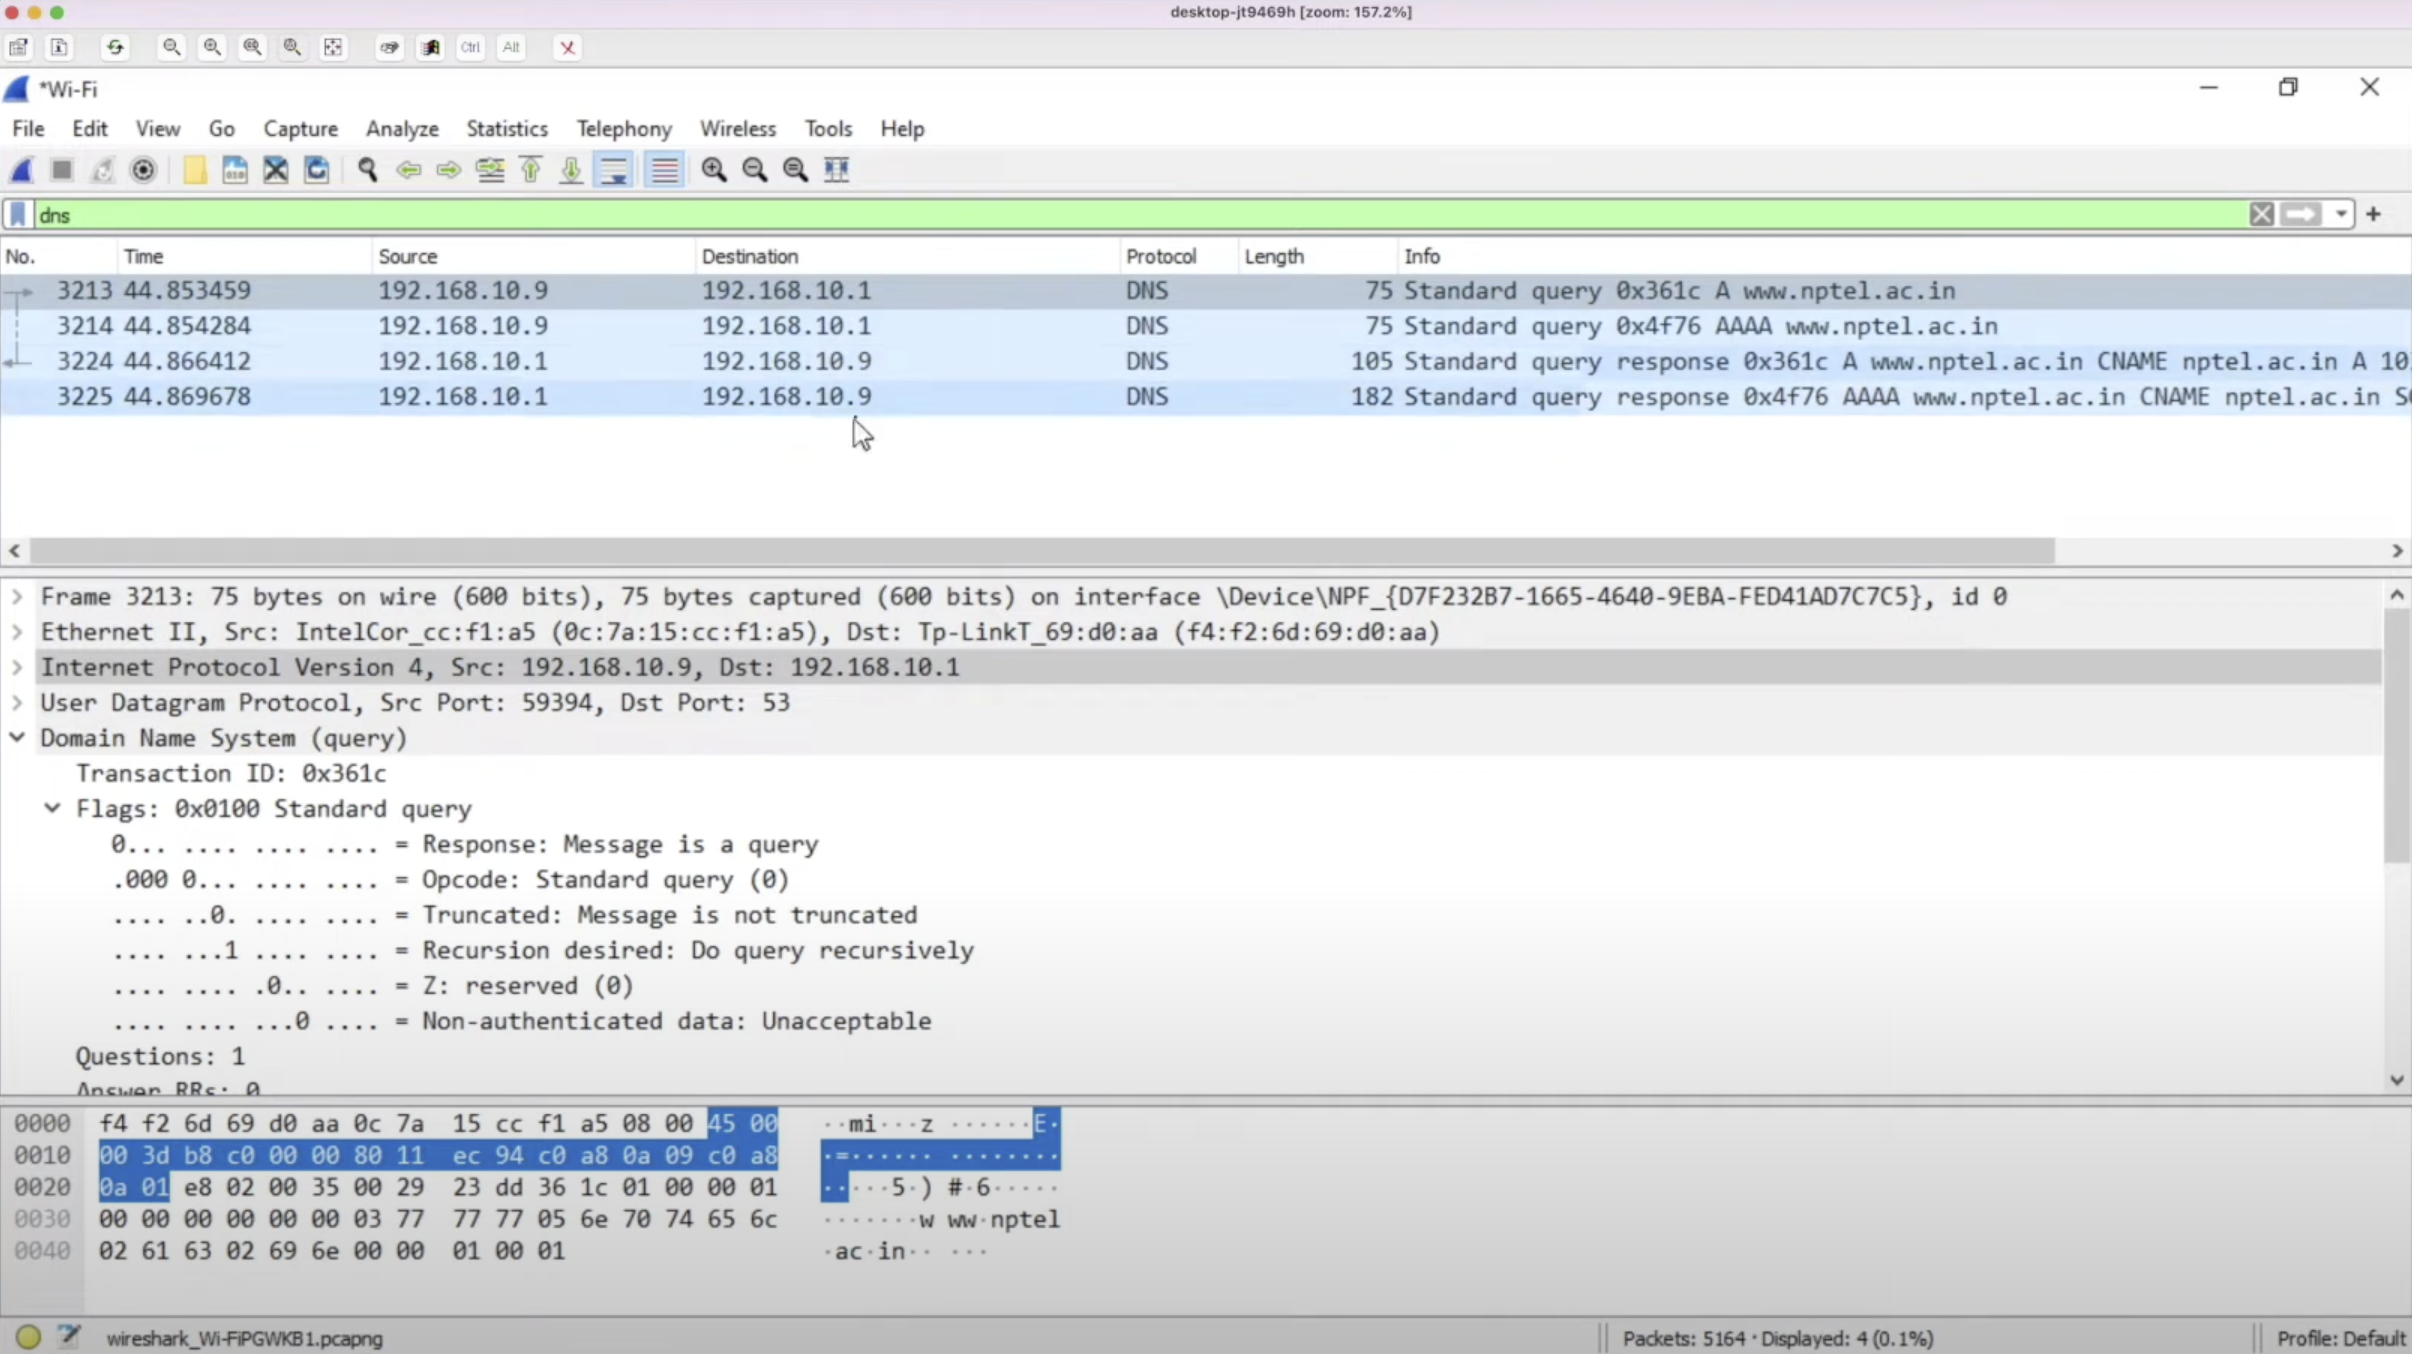 desktop-jt9469h [zoom: 157.2%]
Ctrl Alt
*Wi-Fi
File Edit View Go Capture Analyze Statistics Telephony Wireless Tools Help
dns
No. Time Source Destination Protocol Length Info
3213 44.853459 192.168.10.9 192.168.10.1 DNS 75 Standard query 0x361c A www.nptel.ac.in
3214 44.854284 192.168.10.9 192.168.10.1 DNS 75 Standard query 0x4f76 AAAA www.nptel.ac.in
3224 44.866412 192.168.10.1 192.168.10.9 DNS 105 Standard query response 0x361c A www.nptel.ac.in CNAME nptel.ac.in A 10
3225 44.869678 192.168.10.1 192.168.10.9 DNS 182 Standard query response 0x4f76 AAAA www.nptel.ac.in CNAME nptel.ac.in
Frame 3213: 75 bytes on wire (600 bits), 75 bytes captured (600 bits) on interface \Device\NPF_{D7F232B7-1665-4640-9EBA-FED41AD7C7C5}, id 0
Ethernet II, Src: IntelCor_cc:f1:a5 (0c:7a:15:cc:f1:a5), Dst: Tp-LinkT_69:d0:aa (f4:f2:6d:69:d0:aa)
Internet Protocol Version 4, Src: 192.168.10.9, Dst: 192.168.10.1
User Datagram Protocol, Src Port: 59394, Dst Port: 53
Domain Name System (query)
Transaction ID: 0x361c
Flags: 0x0100 Standard query
0... .... .... .... = Response: Message is a query
.000 0... .... .... = Opcode: Standard query (0)
.... ..0. .... .... = Truncated: Message is not truncated
.... ...1 .... .... = Recursion desired: Do query recursively
.... .... .0.. .... = Z: reserved (0)
.... .... ...0 .... = Non-authenticated data: Unacceptable
Questions: 1
Answer RRs: 0
0000 f4 f2 6d 69 d0 aa 0c 7a 15 cc f1 a5 08 00 45 00 ··mi···z ······E·
0010 00 3d b8 c0 00 00 80 11 ec 94 c0 a8 0a 09 c0 a8 ·=······ ········
0020 0a 01 e8 02 00 35 00 29 23 dd 36 1c 01 00 00 01 ·····5·) #·6·····
0030 00 00 00 00 00 00 03 77 77 77 05 6e 70 74 65 6c ·······w ww·nptel
0040 02 61 63 02 69 6e 00 00 01 00 01 ·ac·in·· ···
wireshark_Wi-FiPGWKB1.pcapng Packets: 5164 · Displayed: 4 (0.1%) Profile: Default